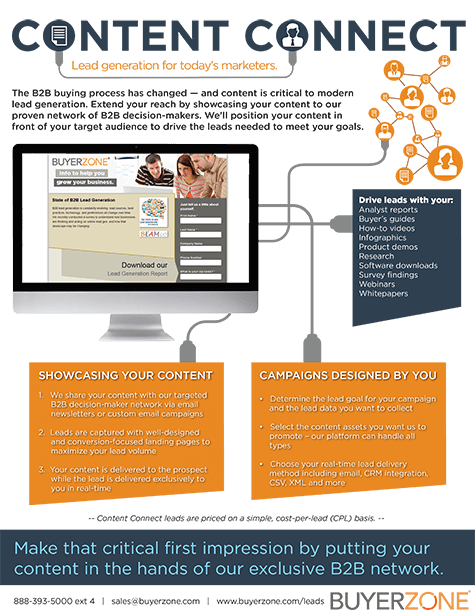 CONTENT CONNECT
Lead generation for today's marketers.
The B2B buying process has changed — and content is critical to modern
lead generation. Extend your reach by showcasing your content to our
proven network of B2B decision-makers. We'll position your content in
front of your target audience to drive the leads needed to meet your goals.
BUYERZONE
info to help you
grow your business.
State of B2B Lead Generation
Just tell us a little about
yourself.
First Name
Last Name
Company Name
Phone Number
Download our
Lead Generation Report
Drive leads with your:
Analyst reports
Buyer's guides
How-to videos
Infographics
Product demos
Research
Software downloads
Survey findings
Webinars
Whitepapers
SHOWCASING YOUR CONTENT
1. We share your content with our targeted
B2B decision-maker network via email
newsletters or custom email campaigns
2. Leads are captured with well-designed
and conversion-focused landing pages to
maximize your lead volume
3. Your content is delivered to the prospect
while the lead is delivered exclusively to
you in real-time
CAMPAIGNS DESIGNED BY YOU
• Determine the lead goal for your campaign
and the lead data you want to collect
• Select the content assets you want us to
promote – our platform can handle all
types
• Choose your real-time lead delivery
method including email, CRM integration,
CSV, XML and more
-- Content Connect leads are priced on a simple, cost-per-lead (CPL) basis. --
Make that critical first impression by putting your
content in the hands of our exclusive B2B network.
888-393-5000 ext 4 | sales@buyerzone.com | www.buyerzone.com/leads BUYERZONE